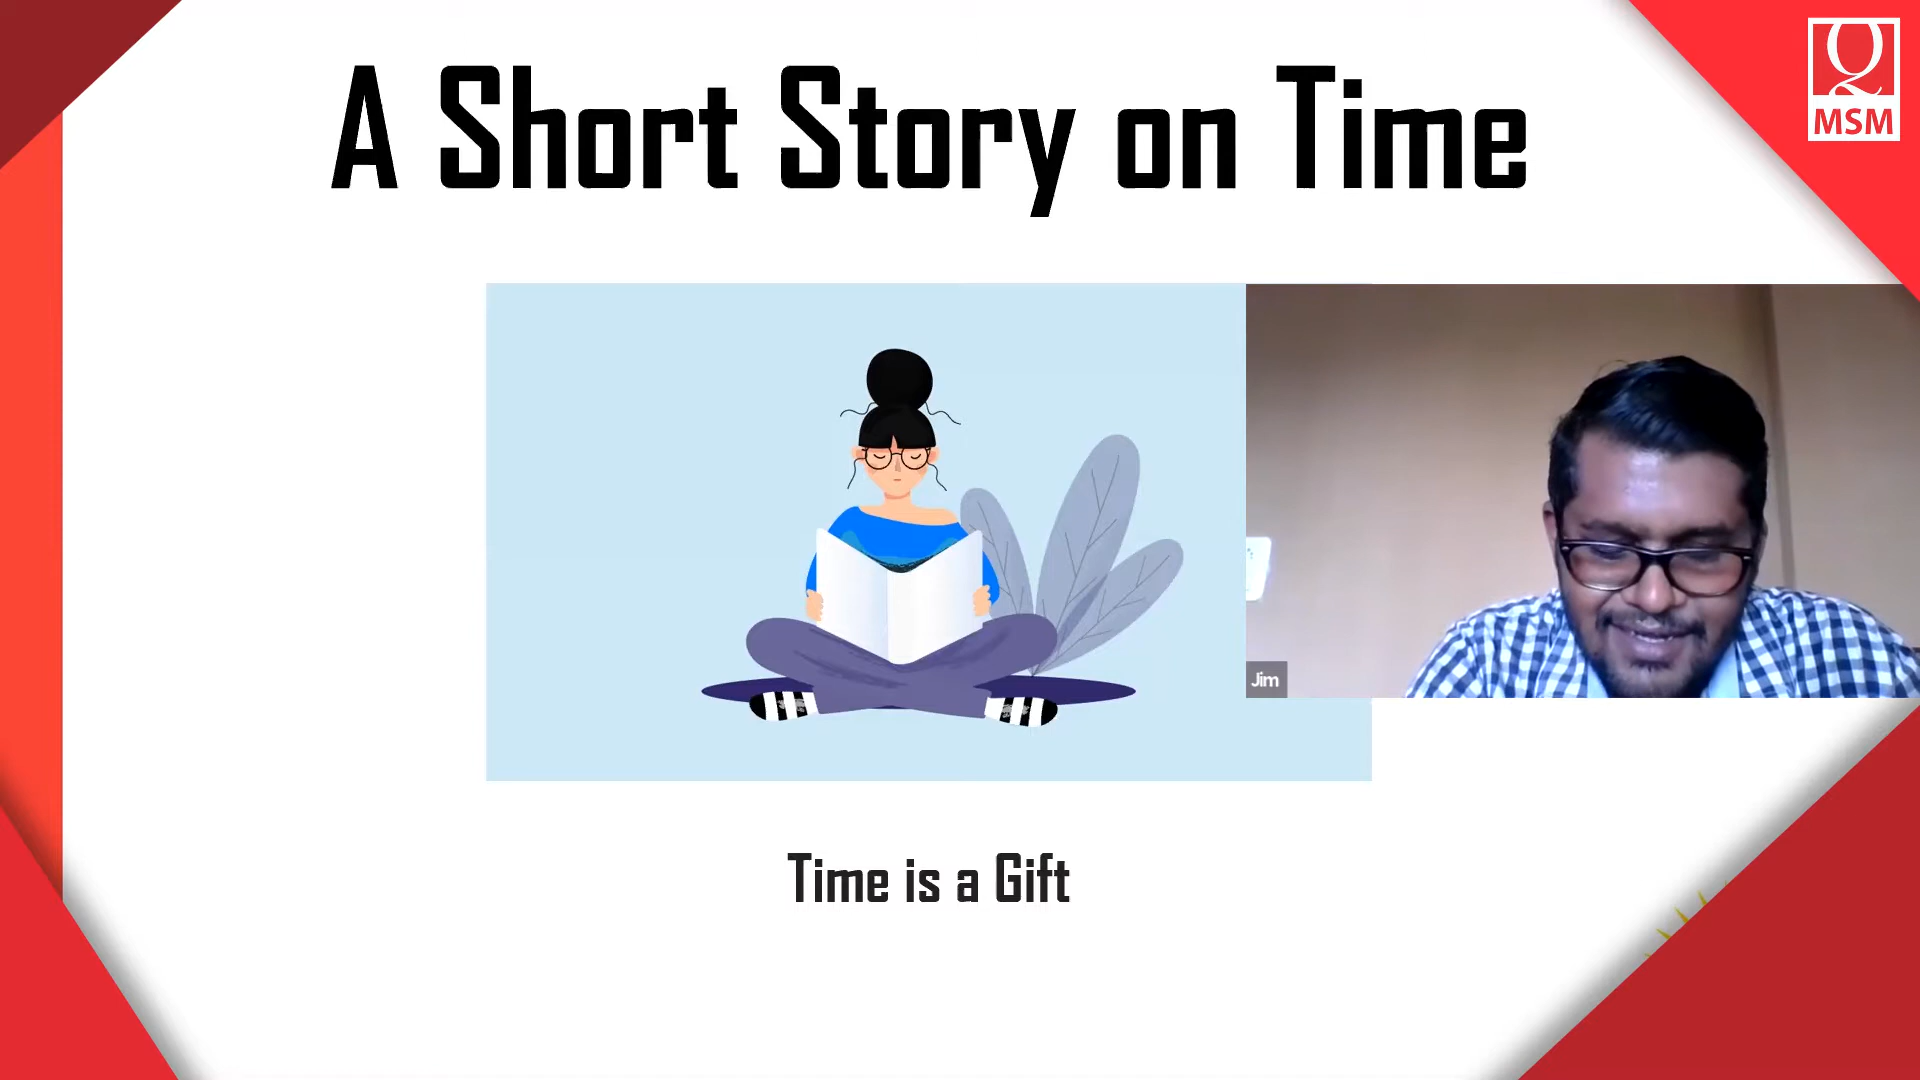 A Short Story on Time
Q
MSM
Jim
Time is a Gift